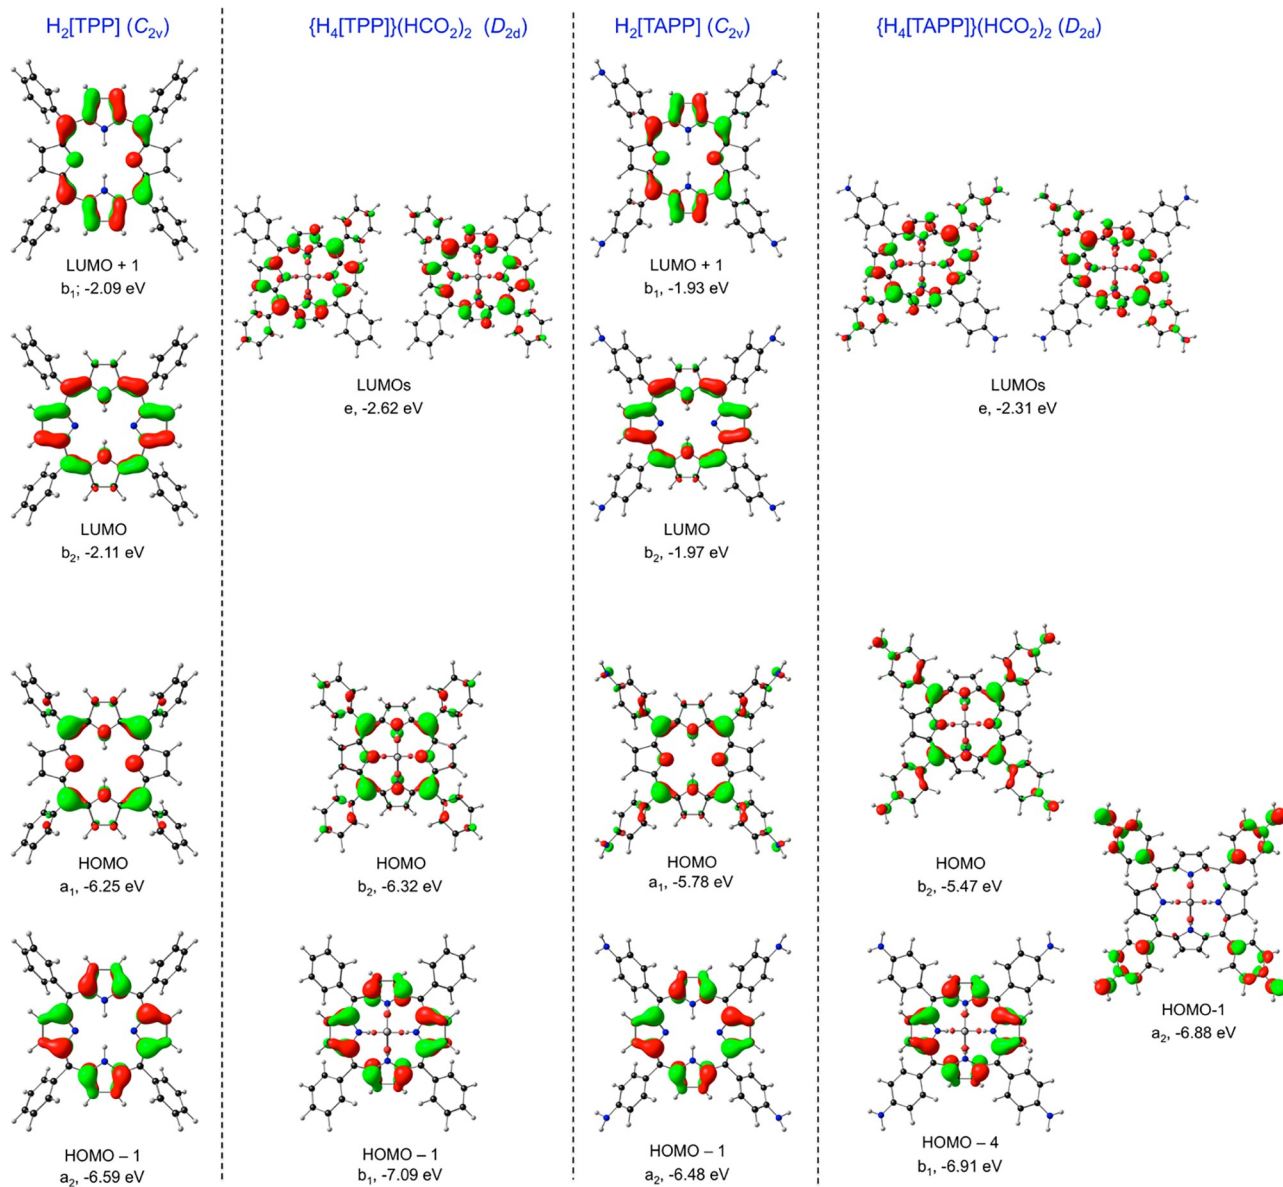 H₂[TPP] (C₂ᵥ)
{H₄[TPP]}(HCO₂)₂ (D₂d)
H₂[TAPP] (C₂ᵥ)
{H₄[TAPP]}(HCO₂)₂ (D₂d)
LUMO + 1
b₁; -2.09 eV
LUMO
b₂, -2.11 eV
HOMO
a₁, -6.25 eV
HOMO – 1
a₂, -6.59 eV
LUMOs
e, -2.62 eV
HOMO
b₂, -6.32 eV
HOMO – 1
b₁, -7.09 eV
LUMO + 1
b₁, -1.93 eV
LUMO
b₂, -1.97 eV
HOMO
a₁, -5.78 eV
HOMO – 1
a₂, -6.48 eV
LUMOs
e, -2.31 eV
HOMO
b₂, -5.47 eV
HOMO-1
a₂, -6.88 eV
HOMO – 4
b₁, -6.91 eV